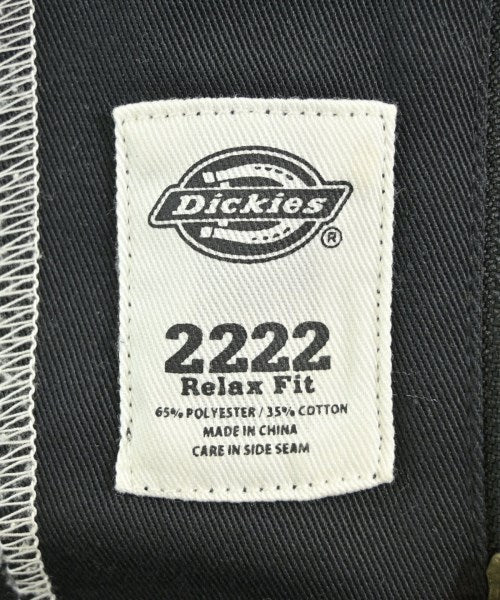 Dickies
®
2222
Relax Fit
65% POLYESTER / 35% COTTON
MADE IN CHINA
CARE IN SIDE SEAM